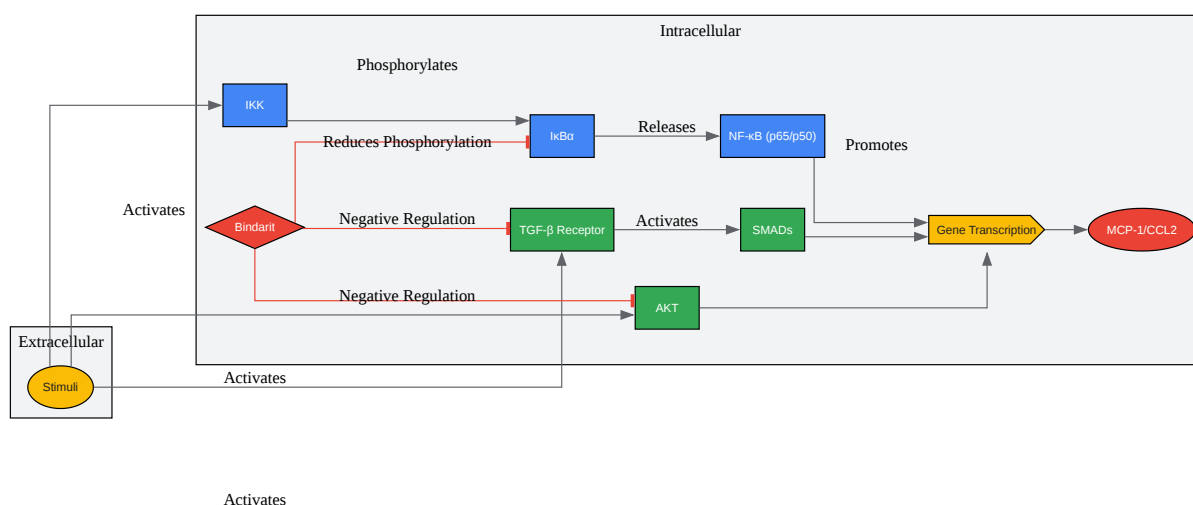 Intracellular
Phosphorylates
IKK
IκBα
Releases
NF-κB (p65/p50)
Reduces Phosphorylation
Promotes
Activates
Bindarit
Negative Regulation
TGF-β Receptor
Activates
SMADs
Gene Transcription
MCP-1/CCL2
Negative Regulation
AKT
Extracellular
Stimuli
Activates
Activates